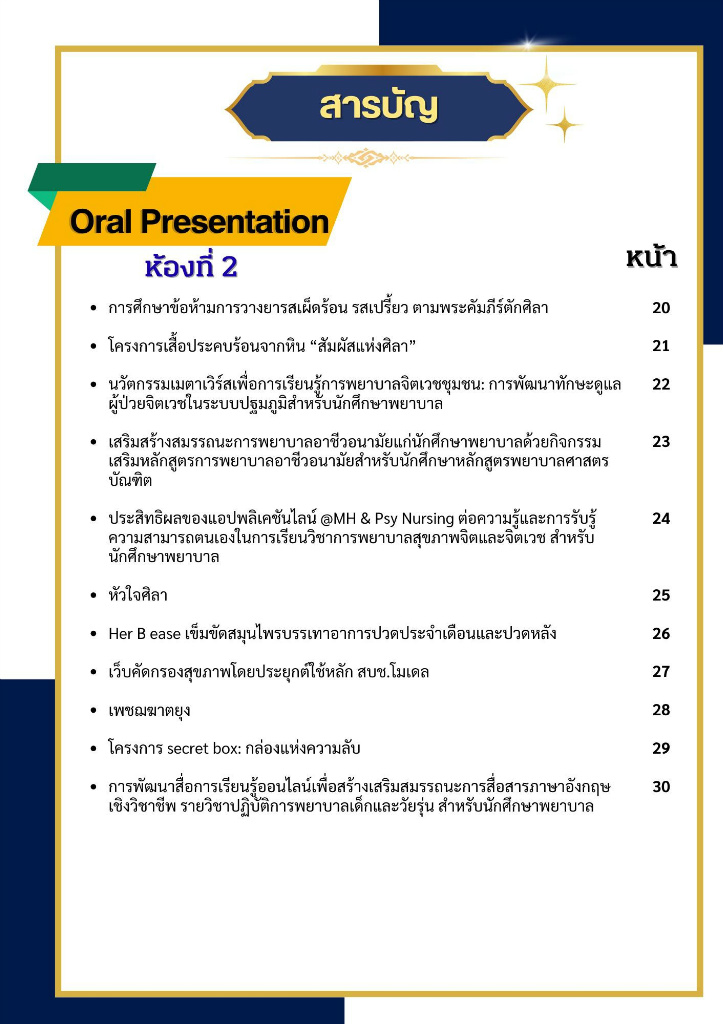 สารบัญ
Oral Presentation
ห้องที่ 2
หน้า
• การศึกษาข้อห้ามการวางยารสเผ็ดร้อน รสเปรี้ยว ตามพระคัมภีร์ตักศิลา 20
• โครงการเสื้อประคบร้อนจากหิน “สัมผัสแห่งศิลา” 21
• นวัตกรรมเมตาเวิร์สเพื่อการเรียนรู้การพยาบาลจิตเวชชุมชน: การพัฒนาทักษะดูแล 22
ผู้ป่วยจิตเวชในระบบปฐมภูมิสำหรับนักศึกษาพยาบาล
• เสริมสร้างสมรรถนะการพยาบาลอาชีวอนามัยแก่นักศึกษาพยาบาลด้วยกิจกรรม 23
เสริมหลักสูตรการพยาบาลอาชีวอนามัยสำหรับนักศึกษาหลักสูตรพยาบาลศาสตร
บัณฑิต
• ประสิทธิผลของแอปพลิเคชันไลน์ @MH & Psy Nursing ต่อความรู้และการรับรู้ 24
ความสามารถตนเองในการเรียนวิชาการพยาบาลสุขภาพจิตและจิตเวช สำหรับ
นักศึกษาพยาบาล
• หัวใจศิลา 25
• Her B ease เข็มขัดสมุนไพรบรรเทาอาการปวดประจำเดือนและปวดหลัง 26
• เว็บคัดกรองสุขภาพโดยประยุกต์ใช้หลัก สบช.โมเดล 27
• เพชฌฆาตยุง 28
• โครงการ secret box: กล่องแห่งความลับ 29
• การพัฒนาสื่อการเรียนรู้ออนไลน์เพื่อสร้างเสริมสมรรถนะการสื่อสารภาษาอังกฤษ 30
เชิงวิชาชีพ รายวิชาปฏิบัติการพยาบาลเด็กและวัยรุ่น สำหรับนักศึกษาพยาบาล